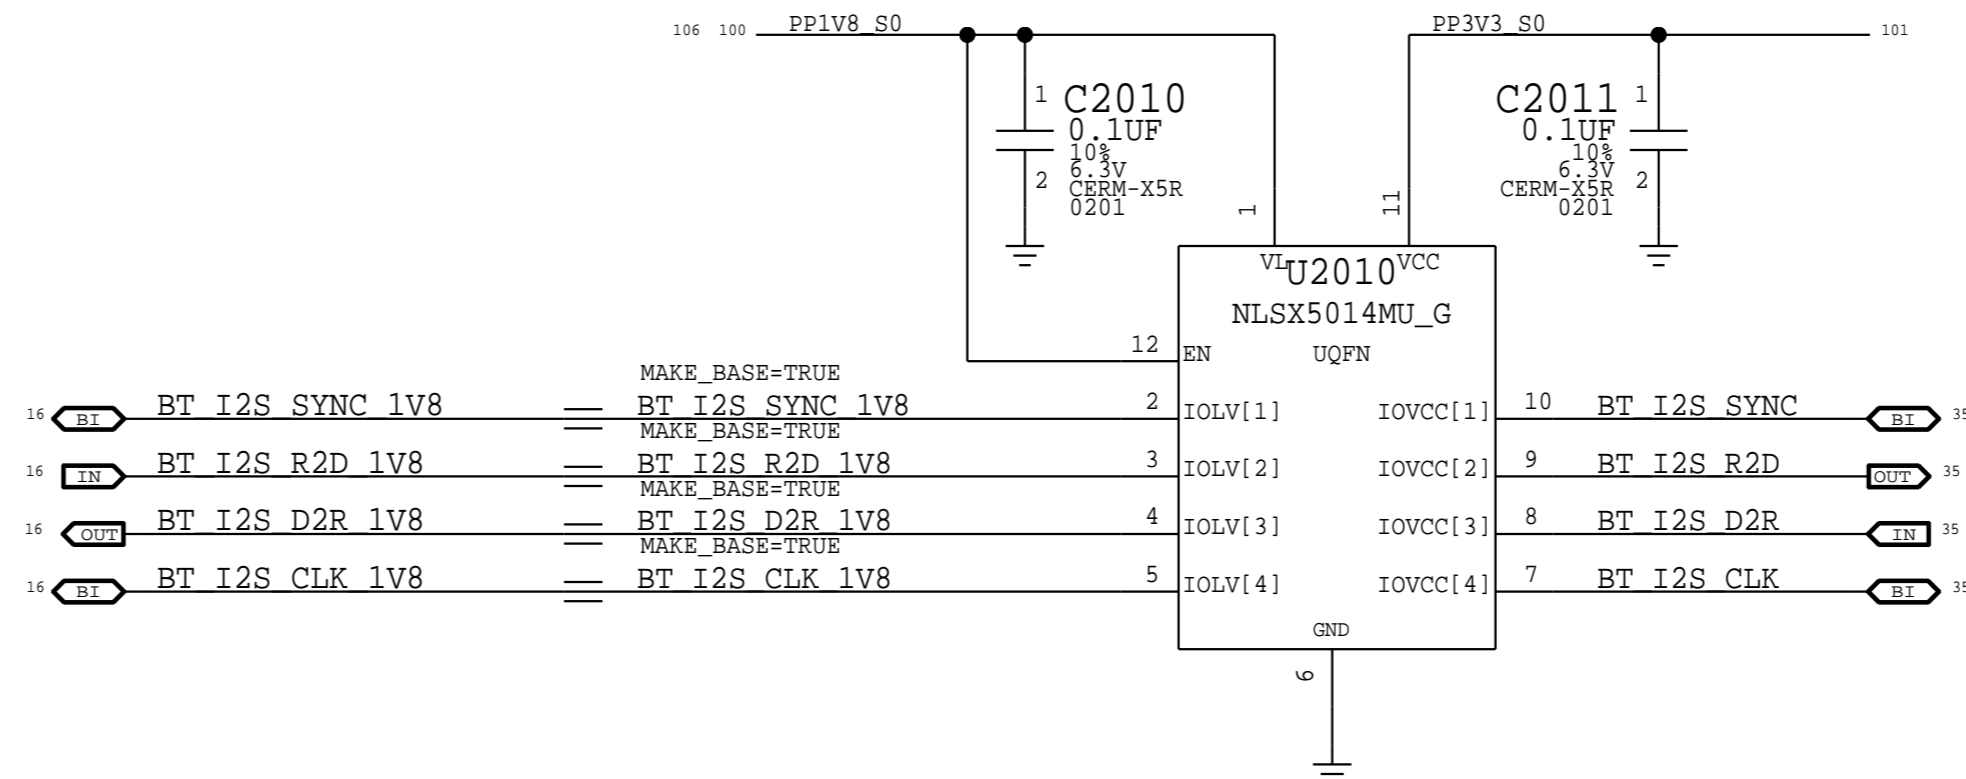 106 100 PP1V8_S0
PP3V3_S0 101
1 C2010
0.1UF
10%
6.3V
2 CERM-X5R
0201
C2011 1
0.1UF
10%
6.3V
CERM-X5R 2
0201
1
11
VL U2010 VCC
NLSX5014MU_G
12 EN UQFN
MAKE_BASE=TRUE
16 BI BT_I2S_SYNC_1V8 BT_I2S_SYNC_1V8 2 IOLV[1] IOVCC[1] 10 BT_I2S_SYNC BI 35
MAKE_BASE=TRUE
16 IN BT_I2S_R2D_1V8 BT_I2S_R2D_1V8 3 IOLV[2] IOVCC[2] 9 BT_I2S_R2D OUT 35
MAKE_BASE=TRUE
16 OUT BT_I2S_D2R_1V8 BT_I2S_D2R_1V8 4 IOLV[3] IOVCC[3] 8 BT_I2S_D2R IN 35
MAKE_BASE=TRUE
16 BI BT_I2S_CLK_1V8 BT_I2S_CLK_1V8 5 IOLV[4] IOVCC[4] 7 BT_I2S_CLK BI 35
GND
6